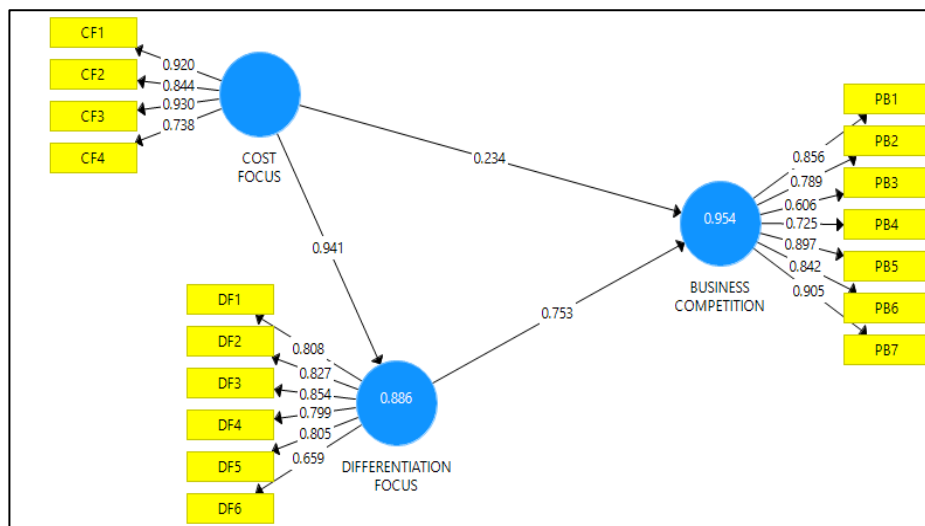 CF1
CF2
CF3
CF4
0.920
0.844
0.930
0.738
COST
FOCUS
0.234
0.941
0.753
PB1
PB2
PB3
PB4
PB5
PB6
PB7
0.856
0.789
0.606
0.725
0.897
0.842
0.905
0.954
BUSINESS
COMPETITION
DF1
DF2
DF3
DF4
DF5
DF6
0.808
0.827
0.854
0.799
0.805
0.659
0.886
DIFFERENTIATION
FOCUS